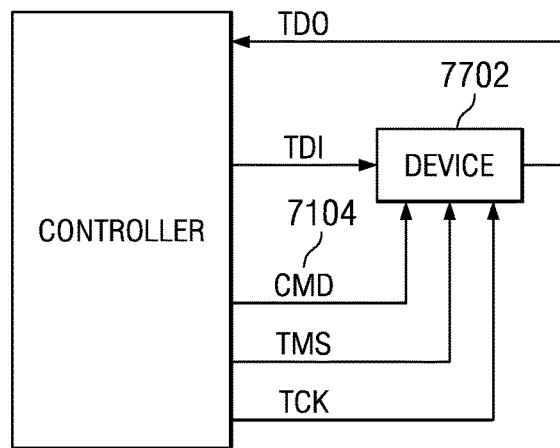 TDO
7702
TDI
DEVICE
CONTROLLER
7104
CMD
TMS
TCK